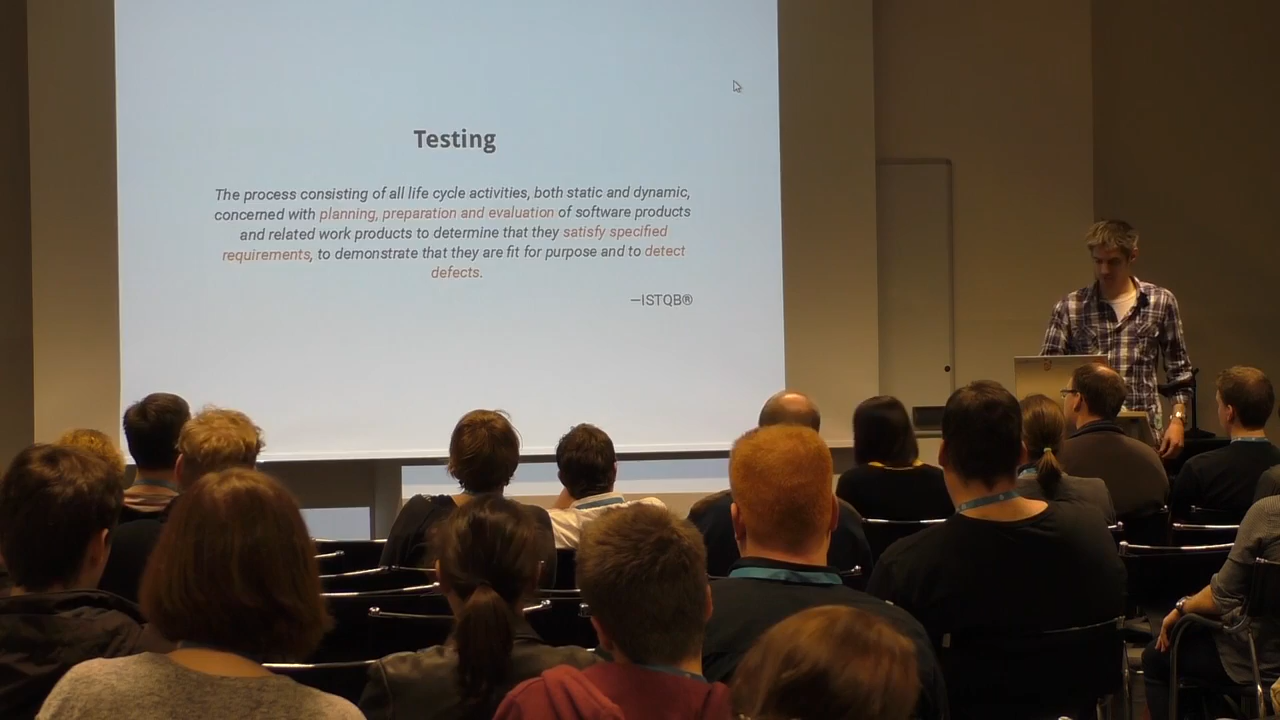 Testing
The process consisting of all life cycle activities, both static and dynamic,
concerned with planning, preparation and evaluation of software products
and related work products to determine that they satisfy specified
requirements, to demonstrate that they are fit for purpose and to detect
defects.
—ISTQB®